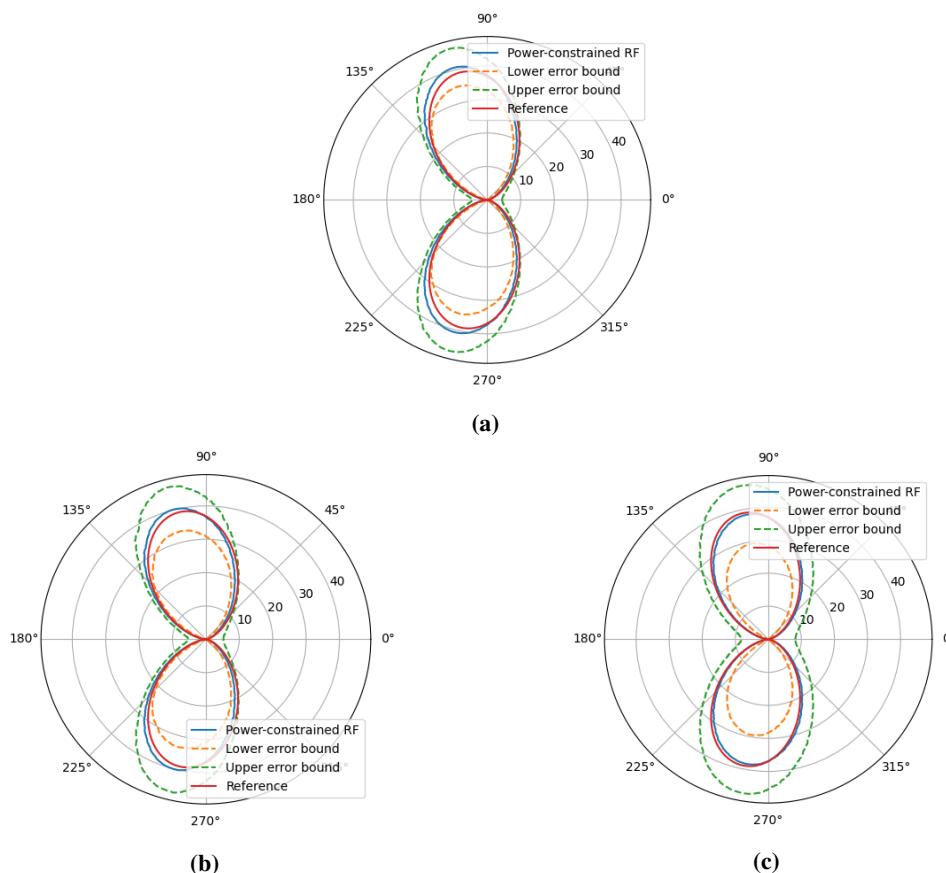 90°
Power-constrained RF
Lower error bound
Upper error bound
Reference
135°
40
30
20
10
180°
0°
225°
315°
270°
(a)
90°
135°
45°
40
30
20
10
180°
0°
Power-constrained RF
Lower error bound
Upper error bound
Reference
225°
270°
(b)
90°
Power-constrained RF
Lower error bound
Upper error bound
Reference
135°
40
30
20
10
180°
225°
315°
270°
(c)